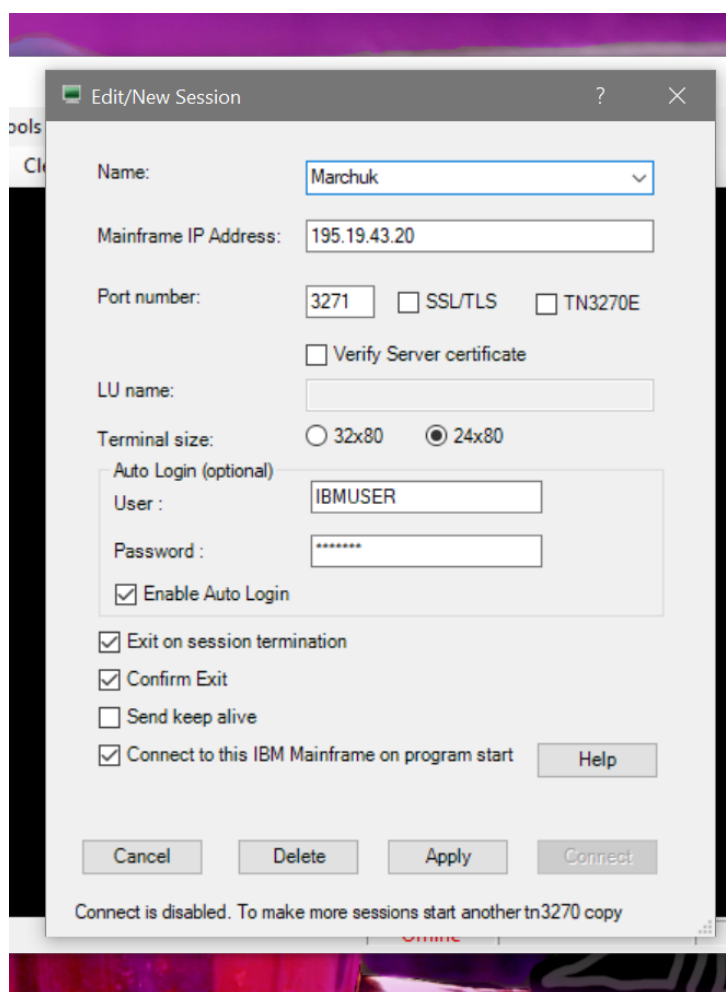 Edit/New Session ?
ools
Cl
Name: Marchuk
Mainframe IP Address: 195.19.43.20
Port number: 3271 SSL/TLS TN3270E
Verify Server certificate
LU name:
Terminal size: 32x80 24x80
Auto Login (optional)
User : IBMUSER
Password : *******
Enable Auto Login
Exit on session termination
Confirm Exit
Send keep alive
Connect to this IBM Mainframe on program start Help
Cancel Delete Apply Connect
Connect is disabled. To make more sessions start another tn3270 copy
Offline